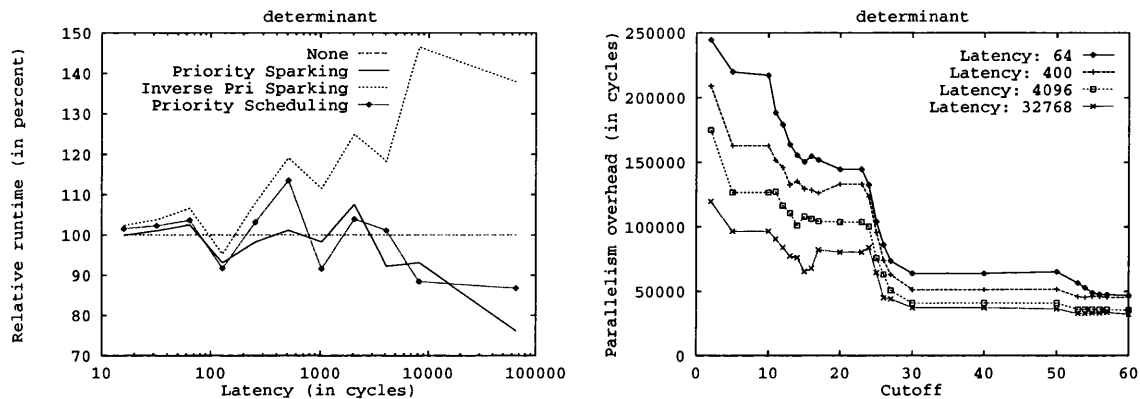 determinant
150
140
130
120
110
100
90
80
70
Relative runtime (in percent)
None
Priority Sparking
Inverse Pri Sparking
Priority Scheduling
10
100
1000
10000
100000
Latency (in cycles)
determinant
250000
200000
150000
100000
50000
0
Parallelism overhead (in cycles)
Latency: 64
Latency: 400
Latency: 4096
Latency: 32768
0
10
20
30
40
50
60
Cutoff